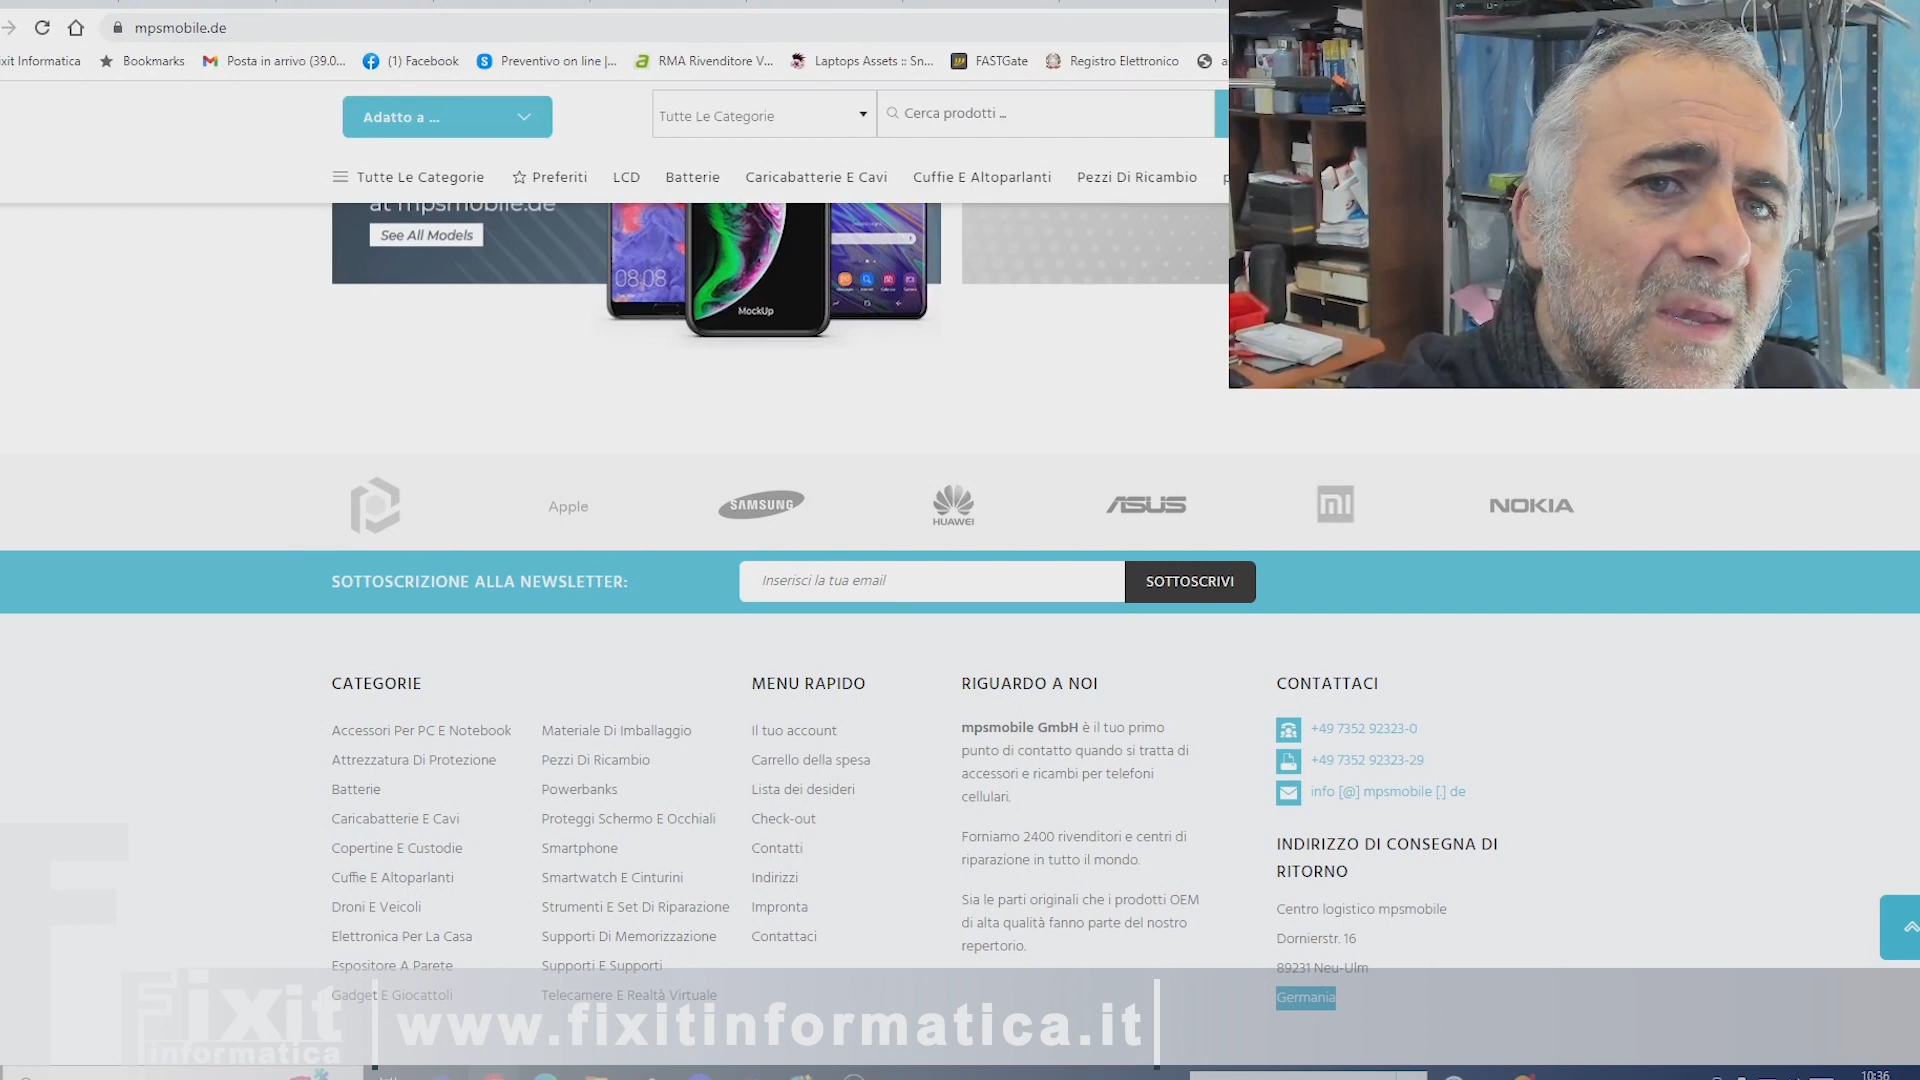 mpsmobile.de
xit Informatica
Bookmarks
Posta in arrivo (39.0...
(1) Facebook
Preventivo on line |...
RMA Rivenditore V...
Laptops Assets :: Sn...
FASTGate
Registro Elettronico
Adatto a ...
Tutte Le Categorie
Cerca prodotti ...
Tutte Le Categorie
Preferiti
LCD
Batterie
Caricabatterie E Cavi
Cuffie E Altoparlanti
Pezzi Di Ricambio
at mpsmobile.de
See All Models
08:08
MockUp
Apple
SAMSUNG
HUAWEI
ASUS
mi
NOKIA
SOTTOSCRIZIONE ALLA NEWSLETTER:
Inserisci la tua email
SOTTOSCRIVI
CATEGORIE
Accessori Per PC E Notebook
Attrezzatura Di Protezione
Batterie
Caricabatterie E Cavi
Copertine E Custodie
Cuffie E Altoparlanti
Droni E Veicoli
Elettronica Per La Casa
Espositore A Parete
Gadget E Giocattoli
Materiale Di Imballaggio
Pezzi Di Ricambio
Powerbanks
Proteggi Schermo E Occhiali
Smartphone
Smartwatch E Cinturini
Strumenti E Set Di Riparazione
Supporti Di Memorizzazione
Supporti E Supporti
Telecamere E Realtà Virtuale
MENU RAPIDO
Il tuo account
Carrello della spesa
Lista dei desideri
Check-out
Contatti
Indirizzi
Impronta
Contattaci
RIGUARDO A NOI
mpsmobile GmbH è il tuo primo
punto di contatto quando si tratta di
accessori e ricambi per telefoni
cellulari.
Forniamo 2400 rivenditori e centri di
riparazione in tutto il mondo.
Sia le parti originali che i prodotti OEM
di alta qualità fanno parte del nostro
repertorio.
CONTATTACI
+49 7352 92323-0
+49 7352 92323-29
info [@] mpsmobile [.] de
INDIRIZZO DI CONSEGNA DI
RITORNO
Centro logistico mpsmobile
Dornierstr. 16
89231 Neu-Ulm
Germania
Fixit
informatica
www.fixitinformatica.it
10:36